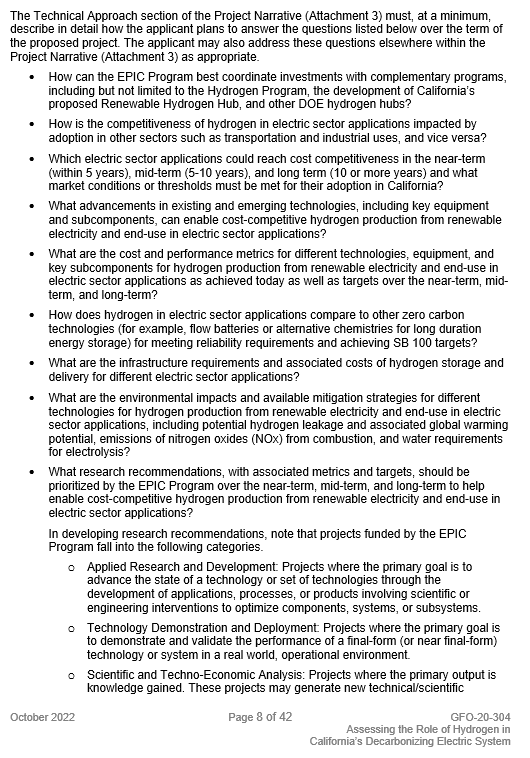 The Technical Approach section of the Project Narrative (Attachment 3) must, at a minimum,
describe in detail how the applicant plans to answer the questions listed below over the term of
the proposed project. The applicant may also address these questions elsewhere within the
Project Narrative (Attachment 3) as appropriate.
• How can the EPIC Program best coordinate investments with complementary programs,
including but not limited to the Hydrogen Program, the development of California's
proposed Renewable Hydrogen Hub, and other DOE hydrogen hubs?
• How is the competitiveness of hydrogen in electric sector applications impacted by
adoption in other sectors such as transportation and industrial uses, and vice versa?
• Which electric sector applications could reach cost competitiveness in the near-term
(within 5 years), mid-term (5-10 years), and long term (10 or more years) and what
market conditions or thresholds must be met for their adoption in California?
• What advancements in existing and emerging technologies, including key equipment
and subcomponents, can enable cost-competitive hydrogen production from renewable
electricity and end-use in electric sector applications?
• What are the cost and performance metrics for different technologies, equipment, and
key subcomponents for hydrogen production from renewable electricity and end-use in
electric sector applications as achieved today as well as targets over the near-term, mid-
term, and long-term?
• How does hydrogen in electric sector applications compare to other zero carbon
technologies (for example, flow batteries or alternative chemistries for long duration
energy storage) for meeting reliability requirements and achieving SB 100 targets?
• What are the infrastructure requirements and associated costs of hydrogen storage and
delivery for different electric sector applications?
• What are the environmental impacts and available mitigation strategies for different
technologies for hydrogen production from renewable electricity and end-use in electric
sector applications, including potential hydrogen leakage and associated global warming
potential, emissions of nitrogen oxides (NOx) from combustion, and water requirements
for electrolysis?
• What research recommendations, with associated metrics and targets, should be
prioritized by the EPIC Program over the near-term, mid-term, and long-term to help
enable cost-competitive hydrogen production from renewable electricity and end-use in
electric sector applications?
In developing research recommendations, note that projects funded by the EPIC
Program fall into the following categories.
o Applied Research and Development: Projects where the primary goal is to
advance the state of a technology or set of technologies through the
development of applications, processes, or products involving scientific or
engineering interventions to optimize components, systems, or subsystems.
o Technology Demonstration and Deployment: Projects where the primary goal is
to demonstrate and validate the performance of a final-form (or near final-form)
technology or system in a real world, operational environment.
o Scientific and Techno-Economic Analysis: Projects where the primary output is
knowledge gained. These projects may generate new technical/scientific
October 2022 Page 8 of 42 GFO-20-304
Assessing the Role of Hydrogen in
California's Decarbonizing Electric System